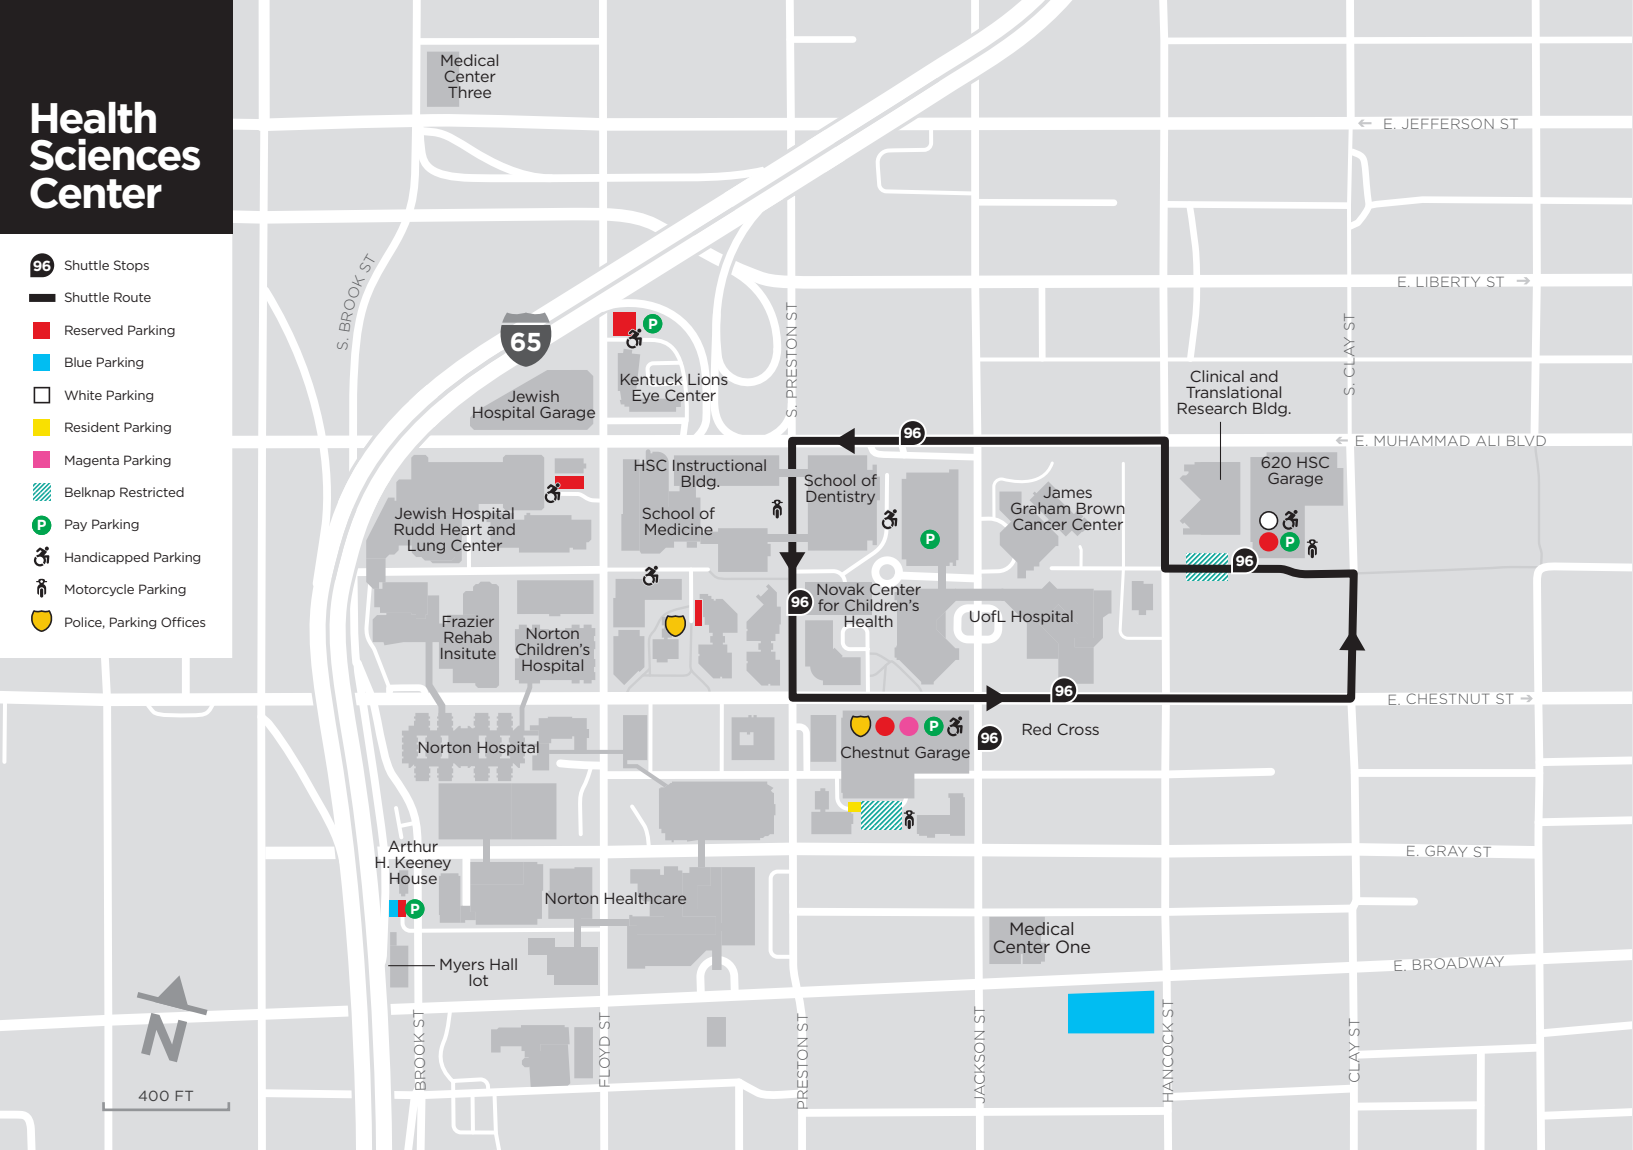 Health
Sciences
Center
96 Shuttle Stops
Shuttle Route
Reserved Parking
Blue Parking
White Parking
Resident Parking
Magenta Parking
Belknap Restricted
P Pay Parking
Handicapped Parking
Motorcycle Parking
Police, Parking Offices
Medical
Center
Three
← E. JEFFERSON ST
E. LIBERTY ST →
S. BROOK ST
65
P
S. PRESTON ST
S. CLAY ST
Kentuck Lions
Eye Center
Jewish
Hospital Garage
Clinical and
Translational
Research Bldg.
96
← E. MUHAMMAD ALI BLVD
HSC Instructional
Bldg.
School of
Dentistry
620 HSC
Garage
James
Graham Brown
Cancer Center
Jewish Hospital
Rudd Heart and
Lung Center
School of
Medicine
P
P
96
96
Novak Center
for Children's
Health
UofL Hospital
Frazier
Rehab
Insitute
Norton
Children's
Hospital
96
E. CHESTNUT ST →
P
Chestnut Garage
96
Red Cross
Norton Hospital
Arthur
H. Keeney
House
E. GRAY ST
P
Norton Healthcare
Medical
Center One
Myers Hall
lot
E. BROADWAY
N
400 FT
BROOK ST
FLOYD ST
PRESTON ST
JACKSON ST
HANCOCK ST
CLAY ST